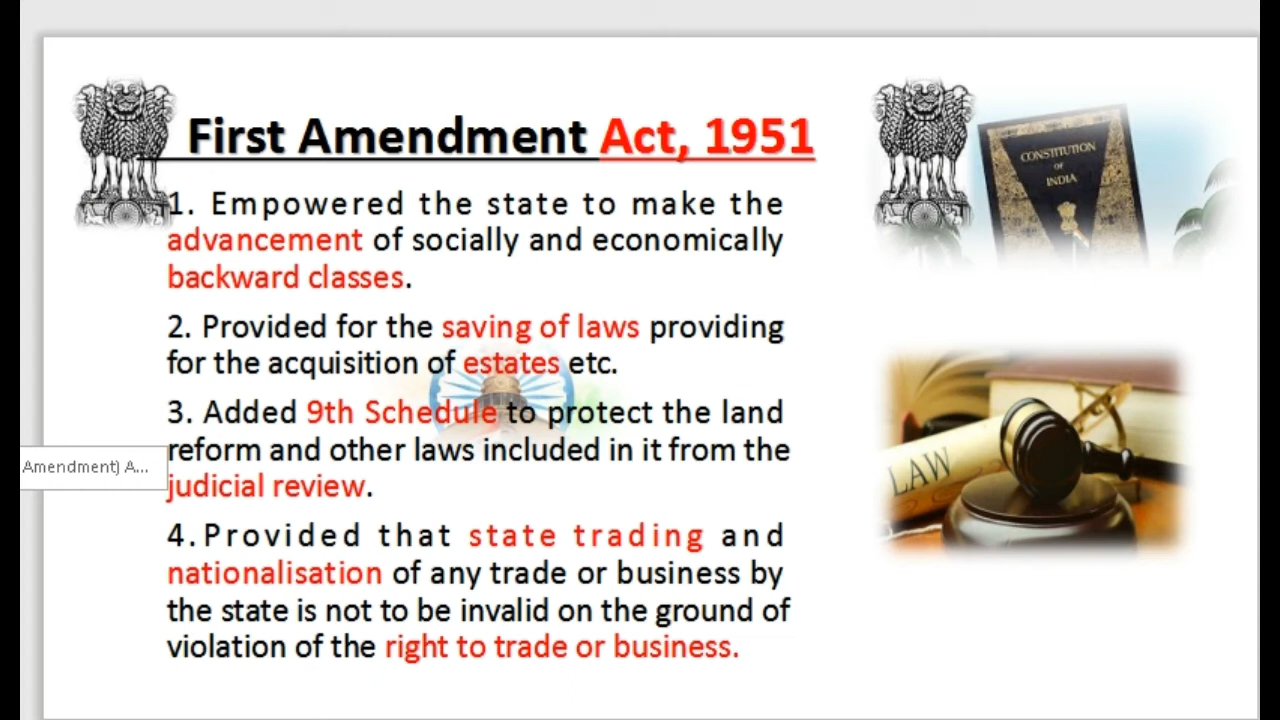 First Amendment Act, 1951
1. Empowered the state to make the
advancement of socially and economically
backward classes.
2. Provided for the saving of laws providing
for the acquisition of estates etc.
3. Added 9th Schedule to protect the land
reform and other laws included in it from the
judicial review.
4. Provided that state trading and
nationalisation of any trade or business by
the state is not to be invalid on the ground of
violation of the right to trade or business.
Amendment) A...
CONSTITUTION
OF
INDIA
LAW